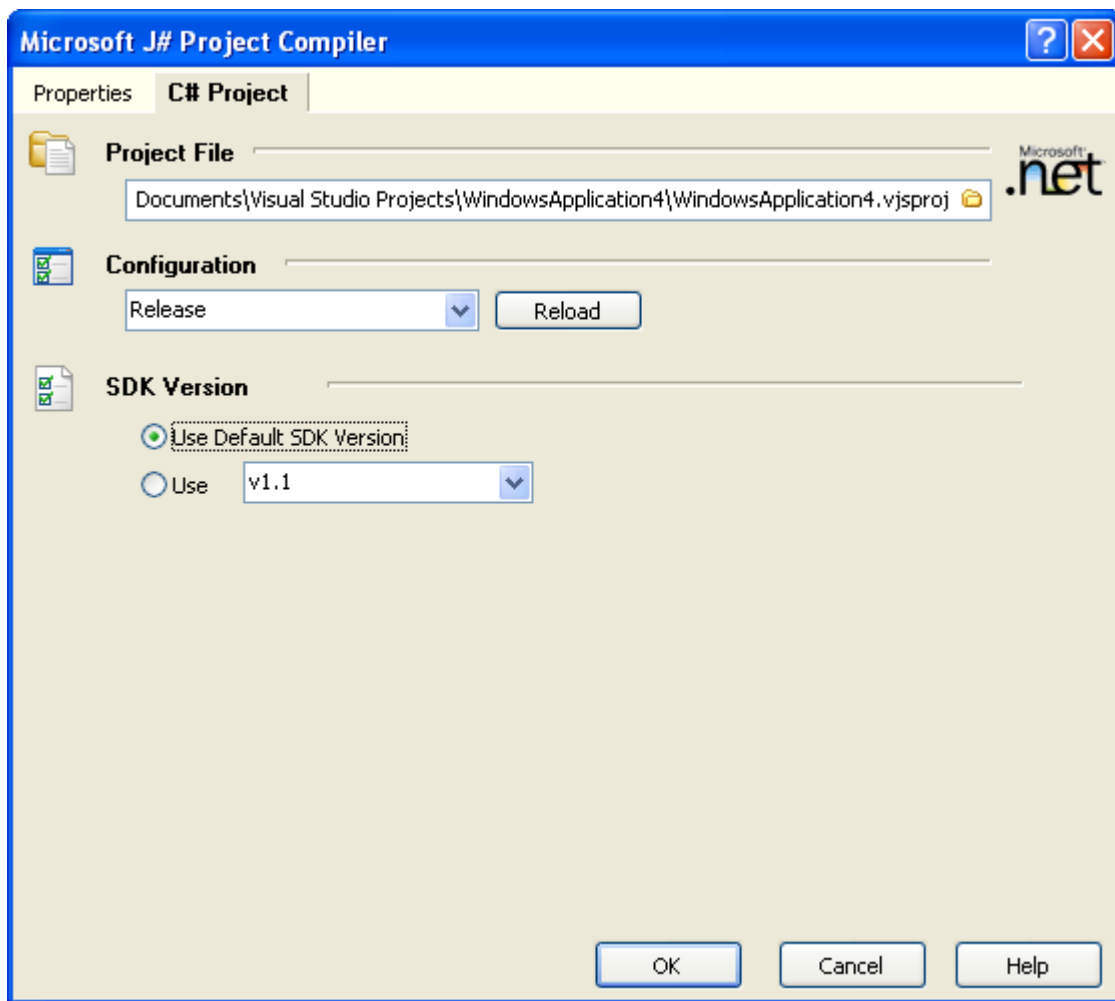 Microsoft J# Project Compiler
Properties C# Project
Project File
Microsoft
.net
Documents\Visual Studio Projects\WindowsApplication4\WindowsApplication4.vjsproj
Configuration
Release Reload
SDK Version
Use Default SDK Version
Use v1.1
OK Cancel Help